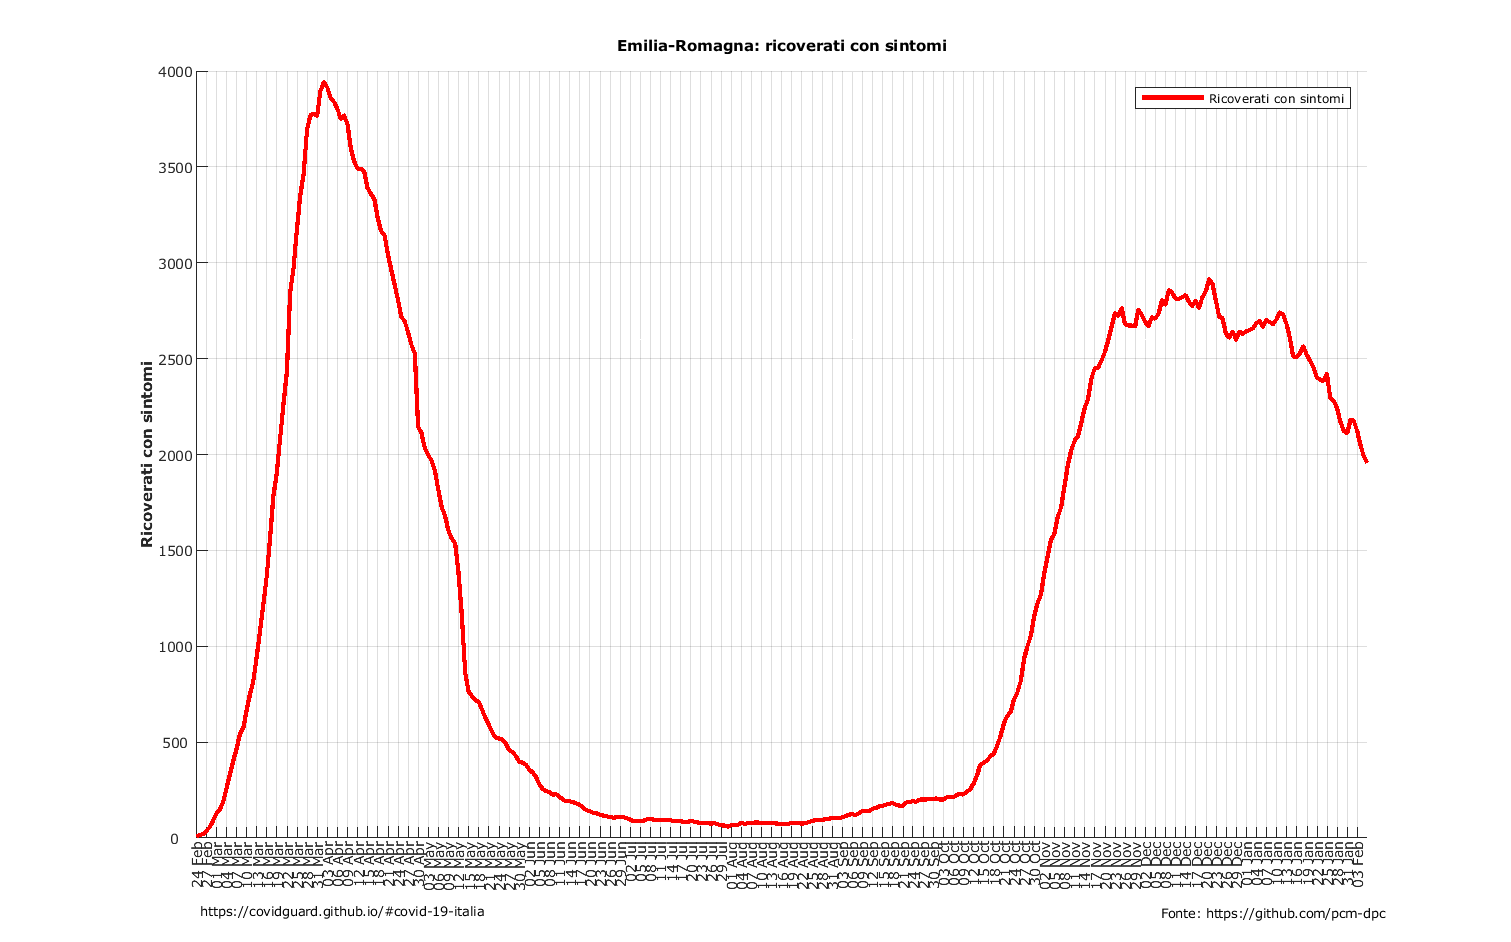 Emilia-Romagna: ricoverati con sintomi
Ricoverati con sintomi
Ricoverati con sintomi
4000
3500
3000
2500
2000
1500
1000
500
0
24 Feb
27 Feb
01 Mar
04 Mar
07 Mar
10 Mar
13 Mar
16 Mar
19 Mar
22 Mar
25 Mar
28 Mar
31 Mar
03 Apr
06 Apr
09 Apr
12 Apr
15 Apr
18 Apr
21 Apr
24 Apr
27 Apr
30 Apr
03 May
06 May
09 May
12 May
15 May
18 May
21 May
24 May
27 May
30 May
02 Jun
05 Jun
08 Jun
11 Jun
14 Jun
17 Jun
20 Jun
23 Jun
26 Jun
29 Jun
02 Jul
05 Jul
08 Jul
11 Jul
14 Jul
17 Jul
20 Jul
23 Jul
26 Jul
29 Jul
01 Aug
04 Aug
07 Aug
10 Aug
13 Aug
16 Aug
19 Aug
22 Aug
25 Aug
28 Aug
31 Aug
03 Sep
06 Sep
09 Sep
12 Sep
15 Sep
18 Sep
21 Sep
24 Sep
27 Sep
30 Sep
03 Oct
06 Oct
09 Oct
12 Oct
15 Oct
18 Oct
21 Oct
24 Oct
27 Oct
30 Oct
02 Nov
05 Nov
08 Nov
11 Nov
14 Nov
17 Nov
20 Nov
23 Nov
26 Nov
29 Nov
02 Dec
05 Dec
08 Dec
11 Dec
14 Dec
17 Dec
20 Dec
23 Dec
26 Dec
29 Dec
01 Jan
04 Jan
07 Jan
10 Jan
13 Jan
16 Jan
19 Jan
22 Jan
25 Jan
28 Jan
31 Jan
03 Feb
https://covidguard.github.io/#covid-19-italia
Fonte: https://github.com/pcm-dpc